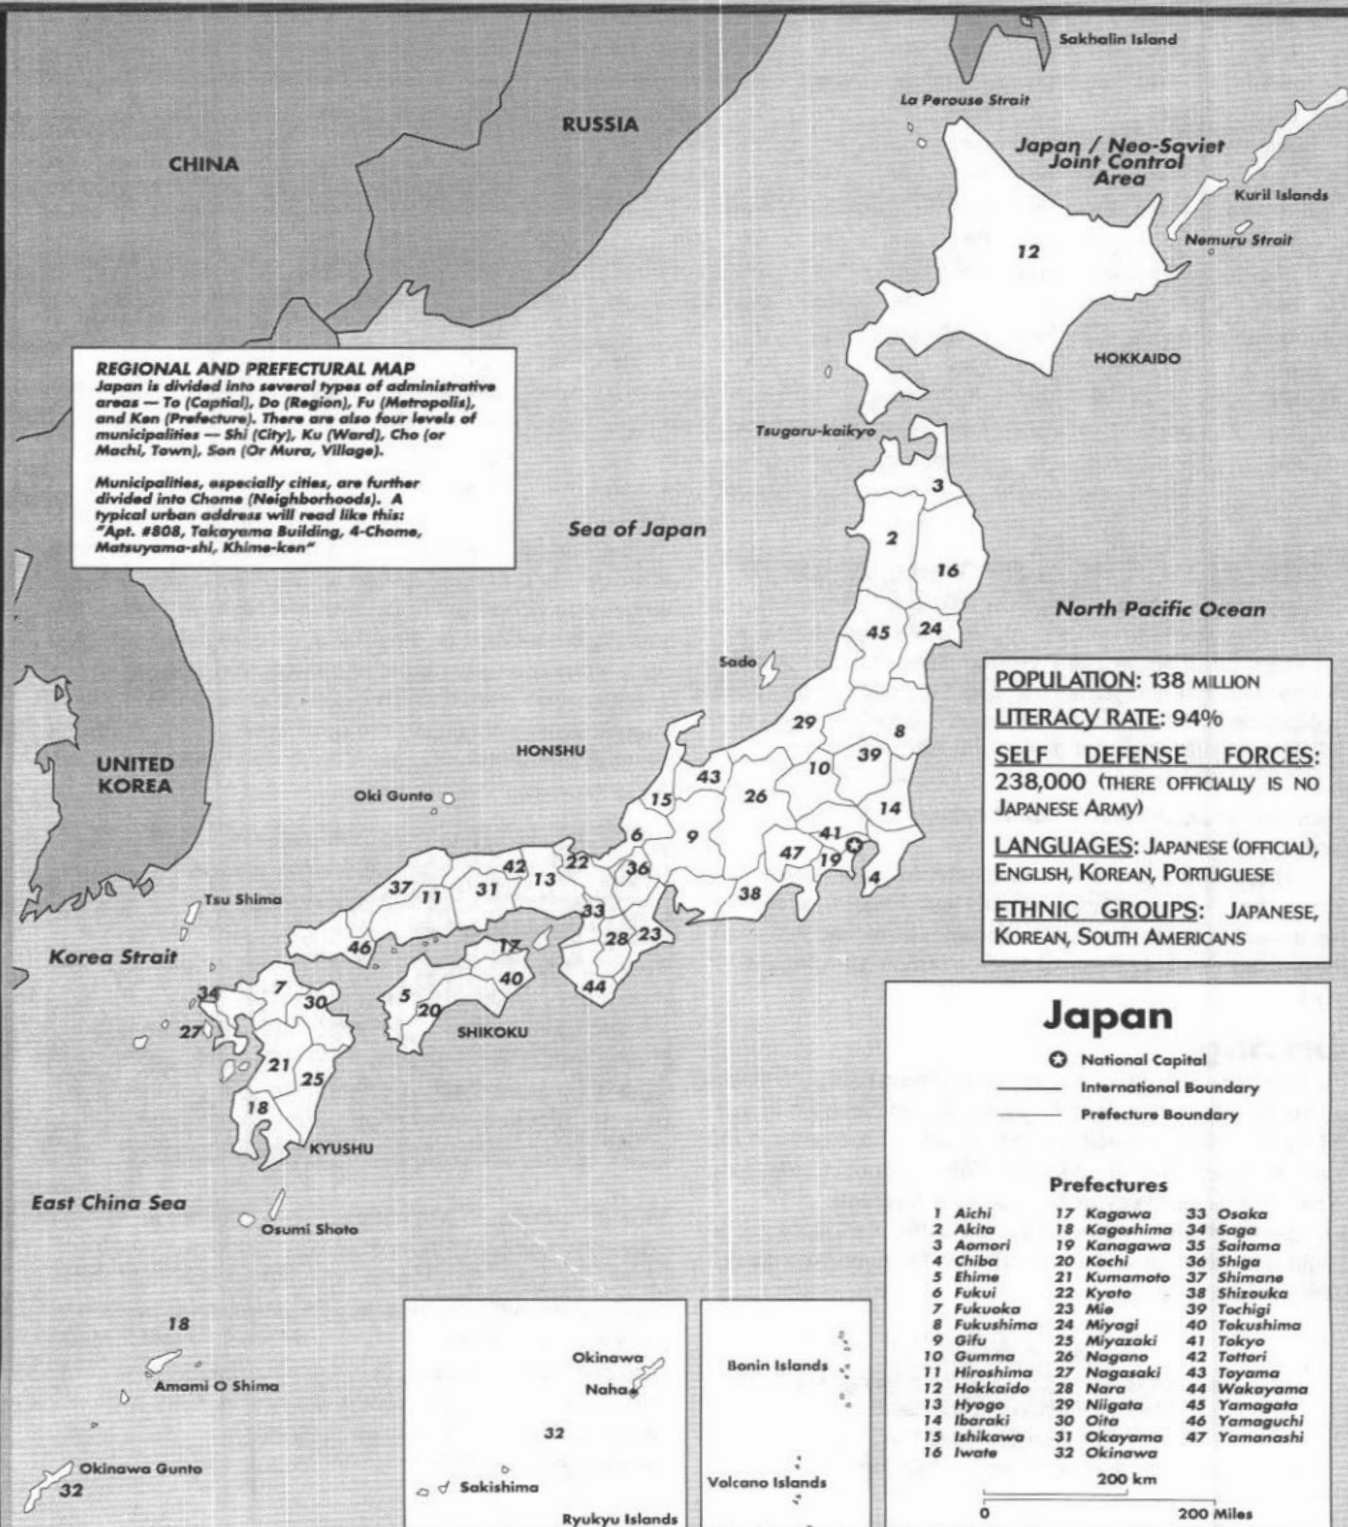 Sakhalin Island
La Perouse Strait
RUSSIA
CHINA
Japan / Neo-Soviet
Joint Control
Area
Kuril Islands
Nemuru Strait
12
HOKKAIDO
REGIONAL AND PREFECTURAL MAP
Japan is divided into several types of administrative
areas — To (Captial), Do (Region), Fu (Metropolis),
and Ken (Prefecture). There are also four levels of
municipalities — Shi (City), Ku (Ward), Cho (or
Machi, Town), Son (Or Mura, Village).
Municipalities, especially cities, are further
divided into Chome (Neighborhoods). A
typical urban address will read like this:
"Apt. #808, Takayama Building, 4-Chome,
Matsuyama-shi, Khime-ken"
Tsugaru-kaikyo
3
Sea of Japan
2
16
North Pacific Ocean
45
24
Sado
POPULATION: 138 MILLION
LITERACY RATE: 94%
SELF DEFENSE FORCES:
238,000 (THERE OFFICIALLY IS NO
JAPANESE ARMY)
LANGUAGES: JAPANESE (OFFICIAL),
ENGLISH, KOREAN, PORTUGUESE
ETHNIC GROUPS: JAPANESE,
KOREAN, SOUTH AMERICANS
29
8
HONSHU
39
UNITED
KOREA
43
10
26
Oki Gunto
15
14
6
9
41
47
19
4
42
22
36
13
37
11
31
38
Tsu Shima
33
28
23
46
17
Korea Strait
40
44
7
34
30
5
20
27
SHIKOKU
21
25
18
KYUSHU
East China Sea
Osumi Shoto
18
Amami O Shima
Okinawa Gunto
32
Okinawa
Naha
32
Sakishima
Ryukyu Islands
Bonin Islands
Volcano Islands
Japan
National Capital
International Boundary
Prefecture Boundary
Prefectures
1 Aichi
2 Akita
3 Aomori
4 Chiba
5 Ehime
6 Fukui
7 Fukuoka
8 Fukushima
9 Gifu
10 Gumma
11 Hiroshima
12 Hokkaido
13 Hyogo
14 Ibaraki
15 Ishikawa
16 Iwate
17 Kagawa
18 Kagoshima
19 Kanagawa
20 Kochi
21 Kumamoto
22 Kyoto
23 Mie
24 Miyagi
25 Miyazaki
26 Nagano
27 Nagasaki
28 Nara
29 Niigata
30 Oita
31 Okayama
32 Okinawa
33 Osaka
34 Saga
35 Saitama
36 Shiga
37 Shimane
38 Shizouka
39 Tochigi
40 Tokushima
41 Tokyo
42 Tottori
43 Toyama
44 Wakayama
45 Yamagata
46 Yamaguchi
47 Yamanashi
200 km
0
200 Miles